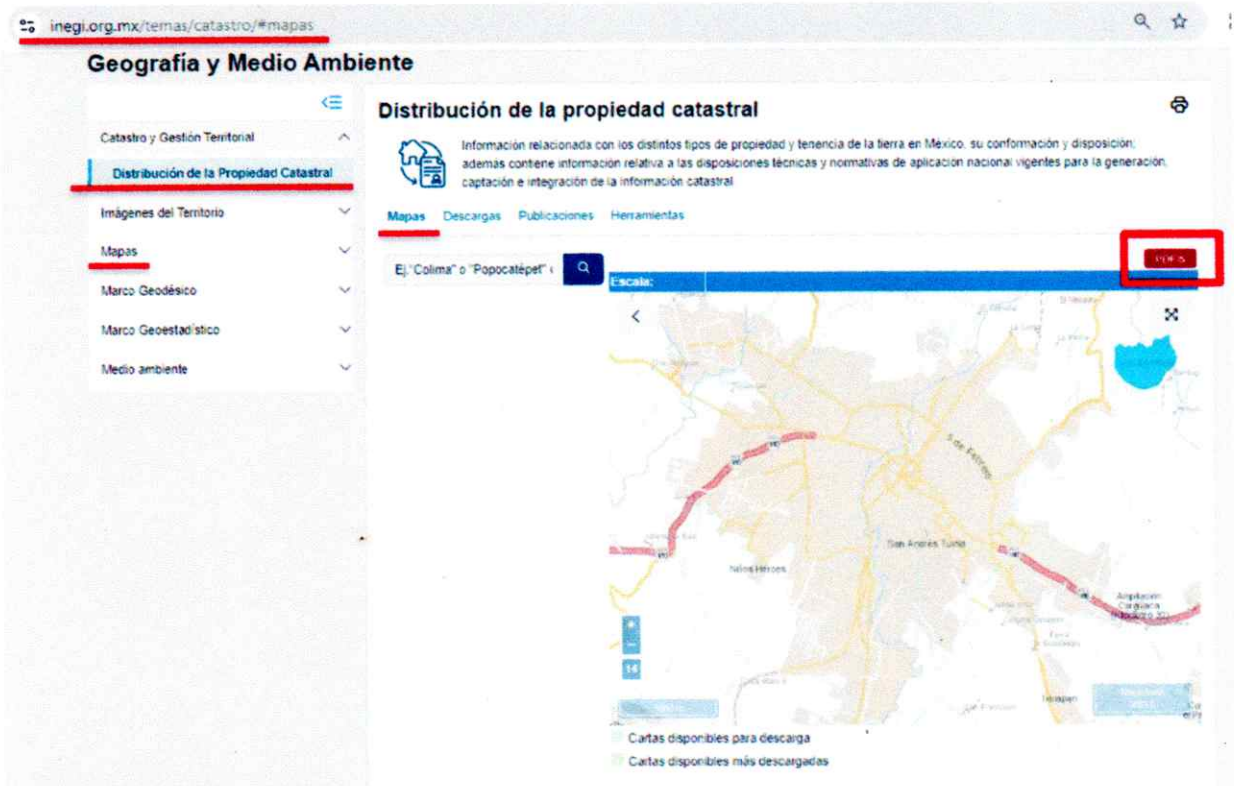 inegi.org.mx/temas/catastro/#mapas
Geografía y Medio Ambiente
Catastro y Gestión Territorial
Distribución de la Propiedad Catastral
Imágenes del Territorio
Mapas
Marco Geodésico
Marco Geoestadístico
Medio ambiente
Distribución de la propiedad catastral
Información relacionada con los distintos tipos de propiedad y tenencia de la tierra en México, su conformación y disposición;
además contiene información relativa a las disposiciones técnicas y normativas de aplicación nacional vigentes para la generación,
captación e integración de la información catastral
Mapas Descargas Publicaciones Herramientas
Ej."Colima" o "Popocatépet" o
Escala:
5 de Febrero
San Andrés Tuxtla
Niños Héroes
Ampliación
+
−
14
Cartas disponibles para descarga
Cartas disponibles más descargadas